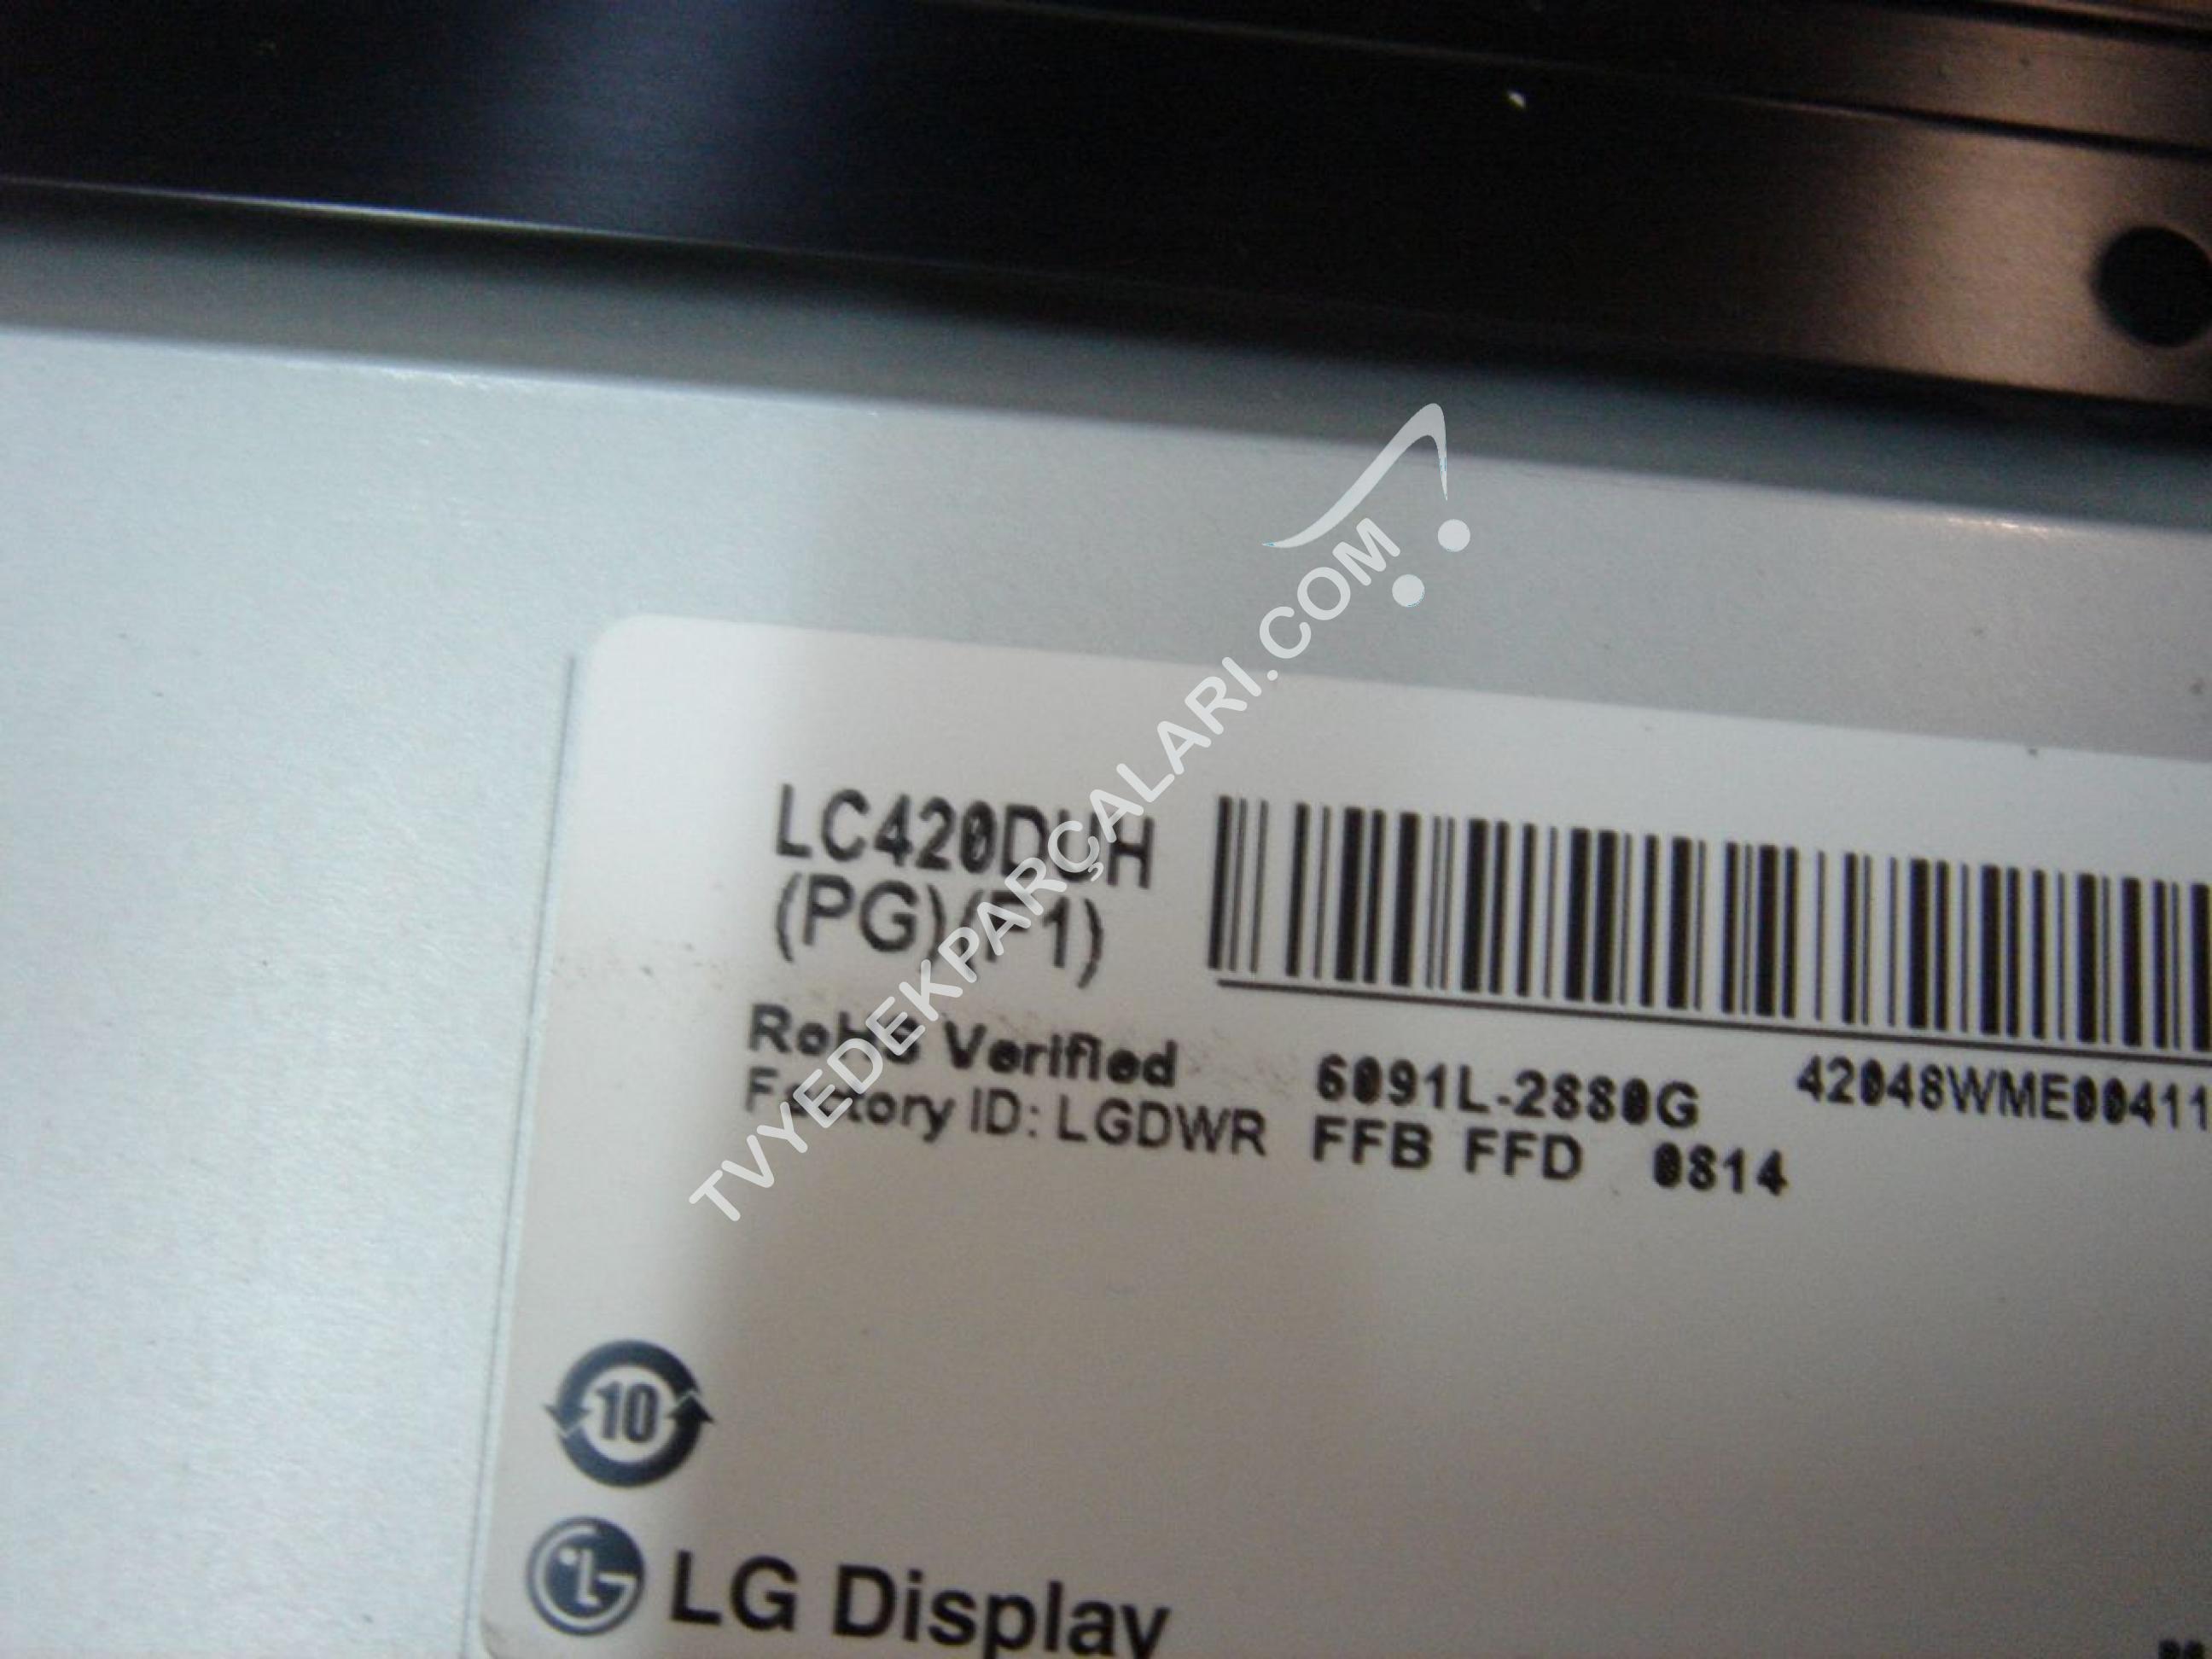 LC420DUH
(PG)(F1)
RoHS Verified
6091L-2880G
42048WME00411
Factory ID: LGDWR
FFB FFD 0814
TVYEDEKPARÇALARI.COM
10
LG Display